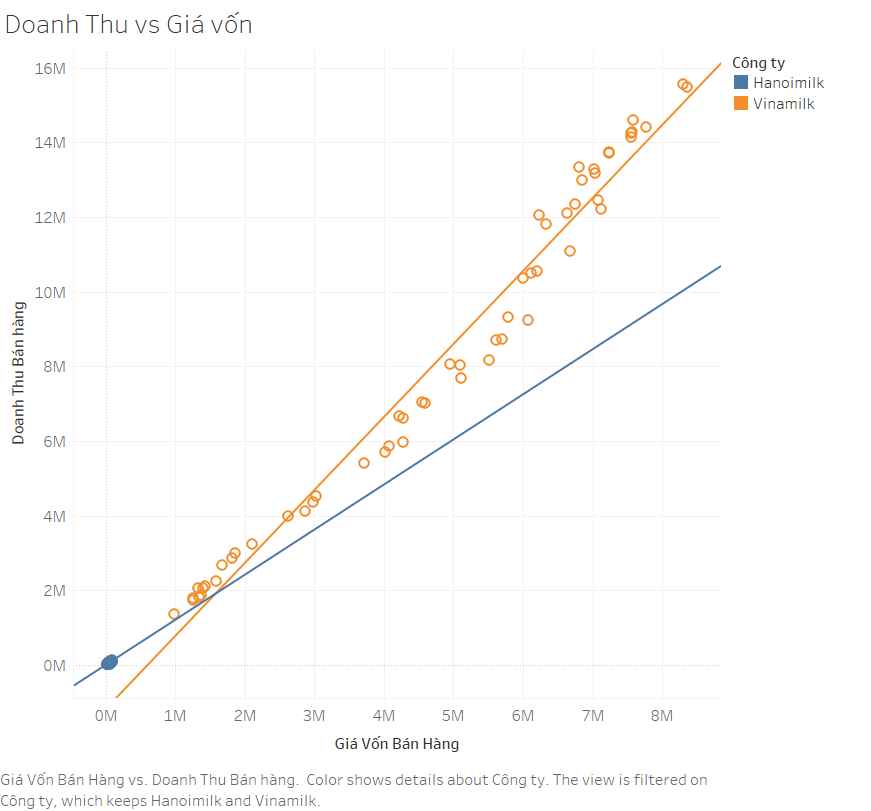 Doanh Thu vs Giá vốn
Công ty
Hanoimilk
Vinamilk
16M
14M
12M
10M
8M
6M
4M
2M
0M
Doanh Thu Bán hàng
0M 1M 2M 3M 4M 5M 6M 7M 8M
Giá Vốn Bán Hàng
Giá Vốn Bán Hàng vs. Doanh Thu Bán hàng.  Color shows details about Công ty. The view is filtered on
Công ty, which keeps Hanoimilk and Vinamilk.